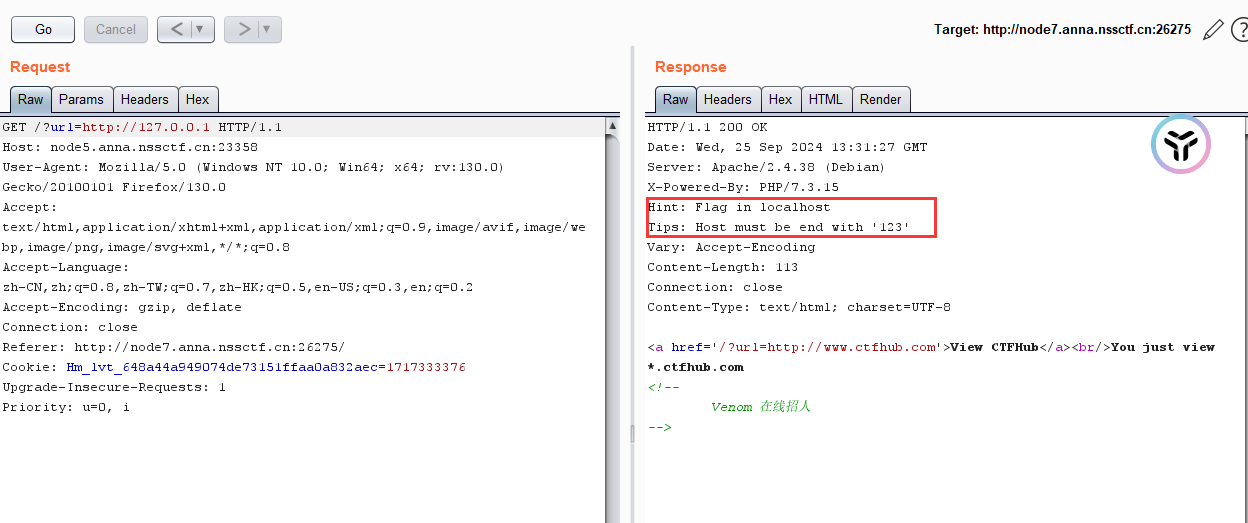 Go
Cancel
<
>
Target: http://node7.anna.nssctf.cn:26275
?
Request
Raw
Params
Headers
Hex
GET /?url=http://127.0.0.1 HTTP/1.1
Host: node5.anna.nssctf.cn:23358
User-Agent: Mozilla/5.0 (Windows NT 10.0; Win64; x64; rv:130.0)
Gecko/20100101 Firefox/130.0
Accept:
text/html,application/xhtml+xml,application/xml;q=0.9,image/avif,image/we
bp,image/png,image/svg+xml,*/*;q=0.8
Accept-Language:
zh-CN,zh;q=0.8,zh-TW;q=0.7,zh-HK;q=0.5,en-US;q=0.3,en;q=0.2
Accept-Encoding: gzip, deflate
Connection: close
Referer: http://node7.anna.nssctf.cn:26275/
Cookie: Hm_lvt_648a44a949074de73151ffaa0a832aec=1717333376
Upgrade-Insecure-Requests: 1
Priority: u=0, i
Response
Raw
Headers
Hex
HTML
Render
HTTP/1.1 200 OK
Date: Wed, 25 Sep 2024 13:31:27 GMT
Server: Apache/2.4.38 (Debian)
X-Powered-By: PHP/7.3.15
Hint: Flag in localhost
Tips: Host must be end with '123'
Vary: Accept-Encoding
Content-Length: 113
Connection: close
Content-Type: text/html; charset=UTF-8
<a href='/?url=http://www.ctfhub.com'>View CTFHub</a><br/>You just view
*.ctfhub.com
<!--
Venom 在线招人
-->